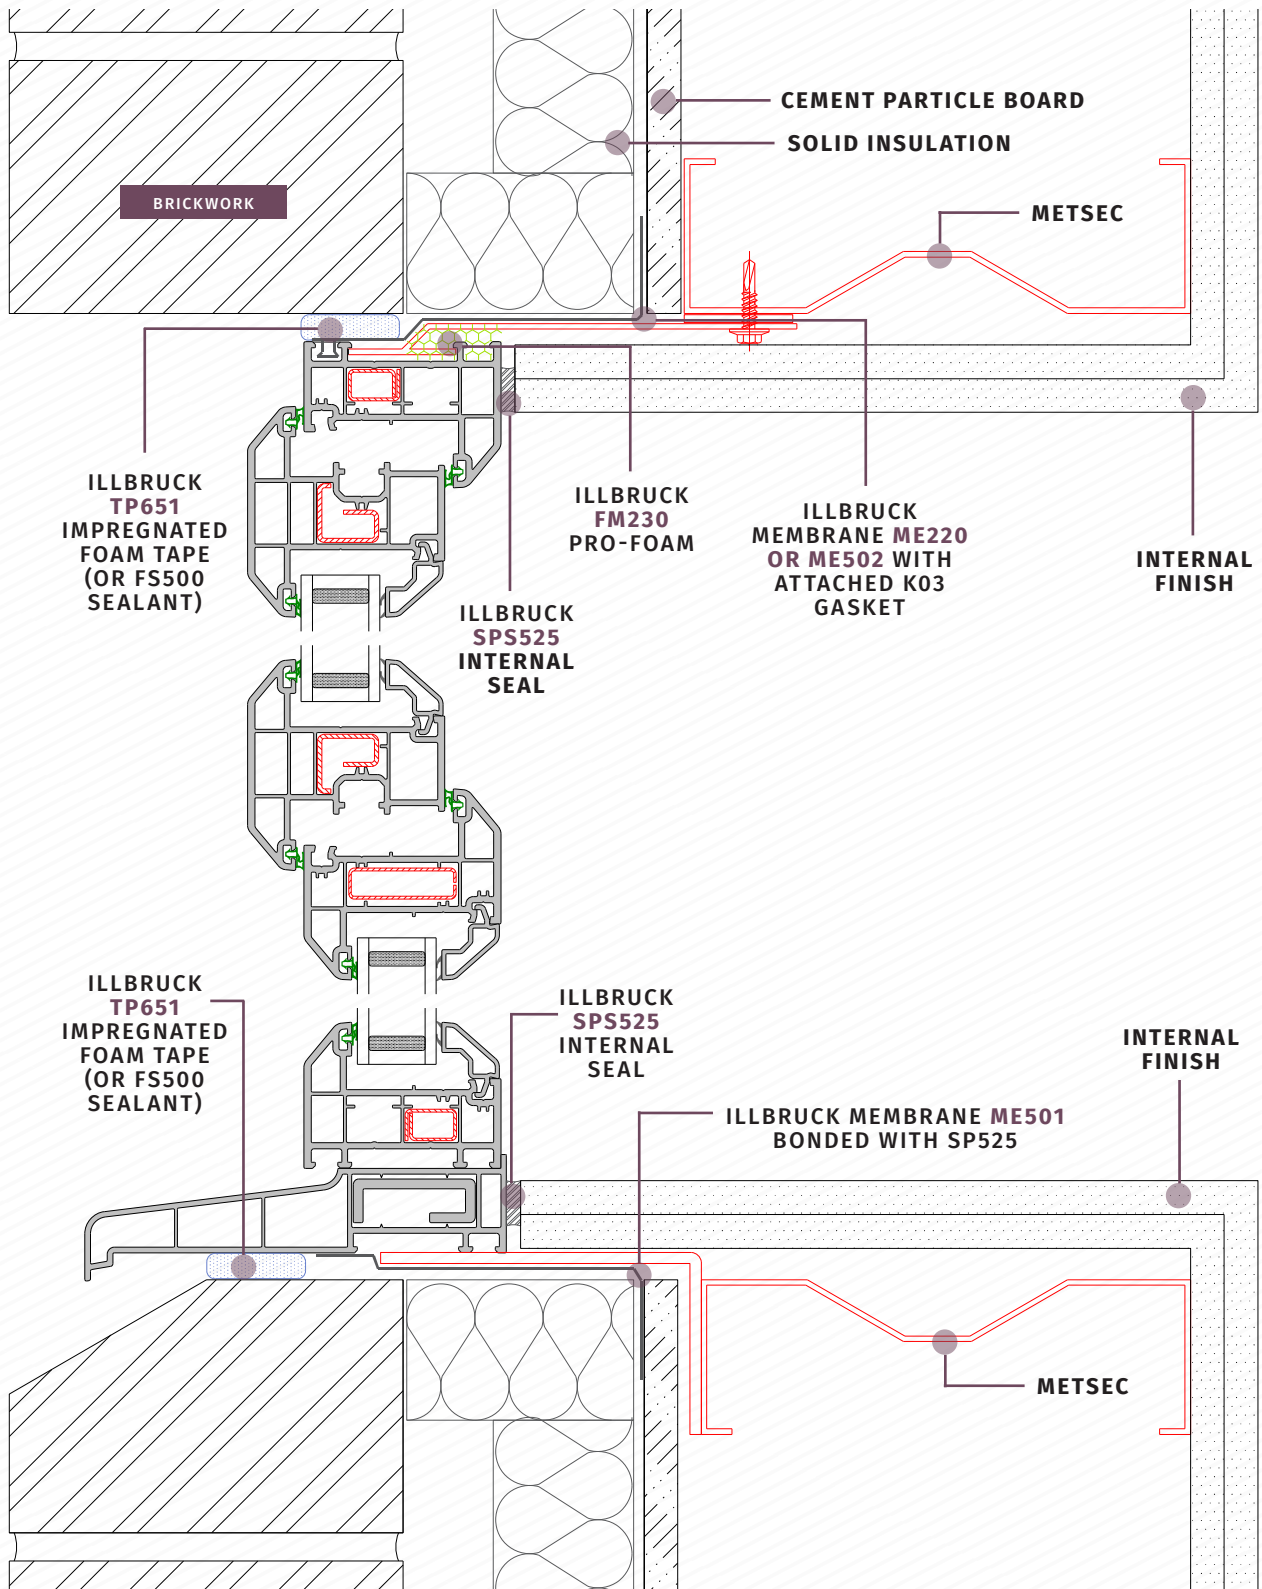 CEMENT PARTICLE BOARD
SOLID INSULATION
BRICKWORK
METSEC
ILLBRUCK
TP651
IMPREGNATED
FOAM TAPE
(OR FS500
SEALANT)
ILLBRUCK
FM230
PRO-FOAM
ILLBRUCK
MEMBRANE ME220
OR ME502 WITH
ATTACHED K03
GASKET
INTERNAL
FINISH
ILLBRUCK
SPS525
INTERNAL
SEAL
ILLBRUCK
TP651
IMPREGNATED
FOAM TAPE
(OR FS500
SEALANT)
ILLBRUCK
SPS525
INTERNAL
SEAL
INTERNAL
FINISH
ILLBRUCK MEMBRANE ME501
BONDED WITH SP525
METSEC